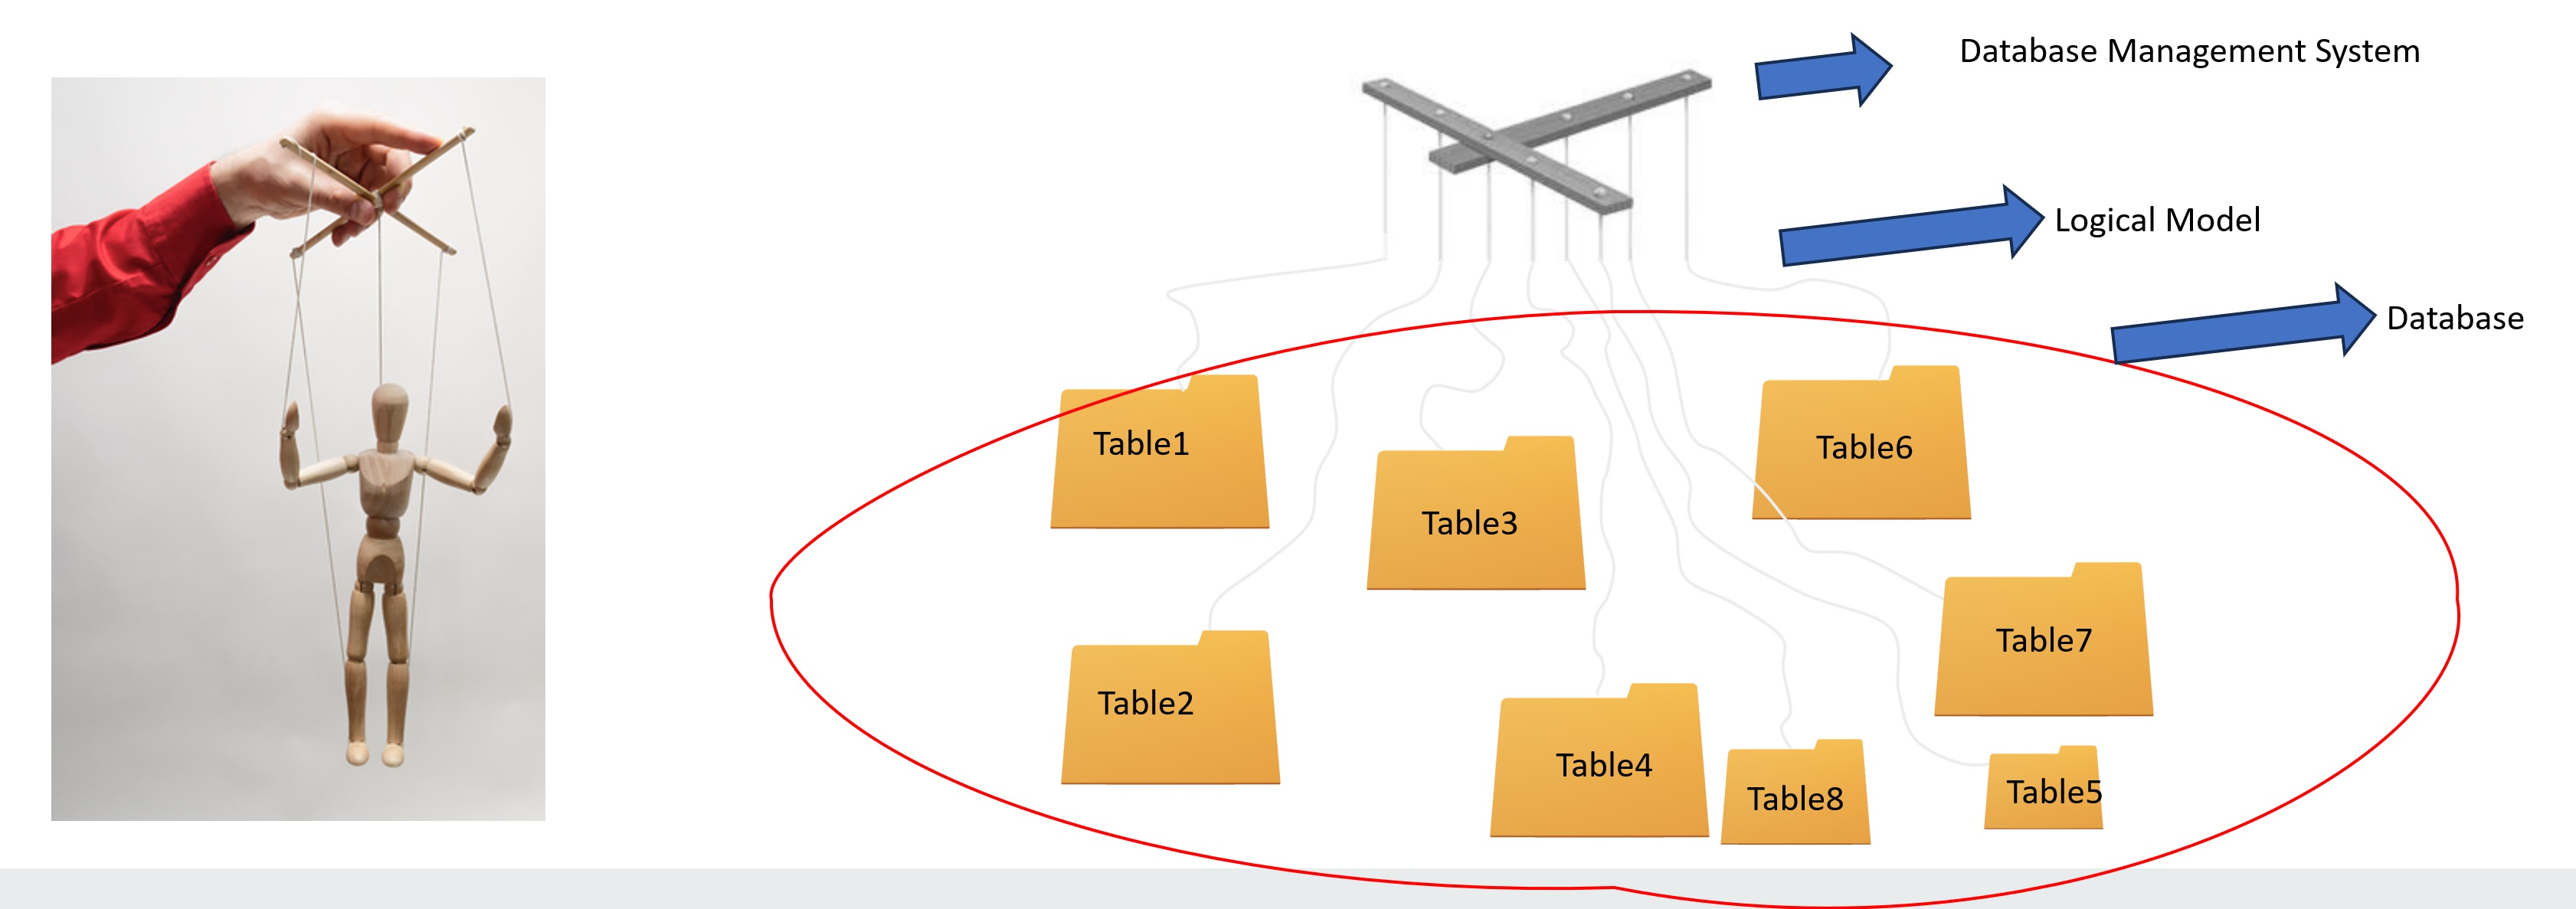 Database Management System
Logical Model
Database
Table1
Table6
Table3
Table7
Table2
Table4
Table8
Table5